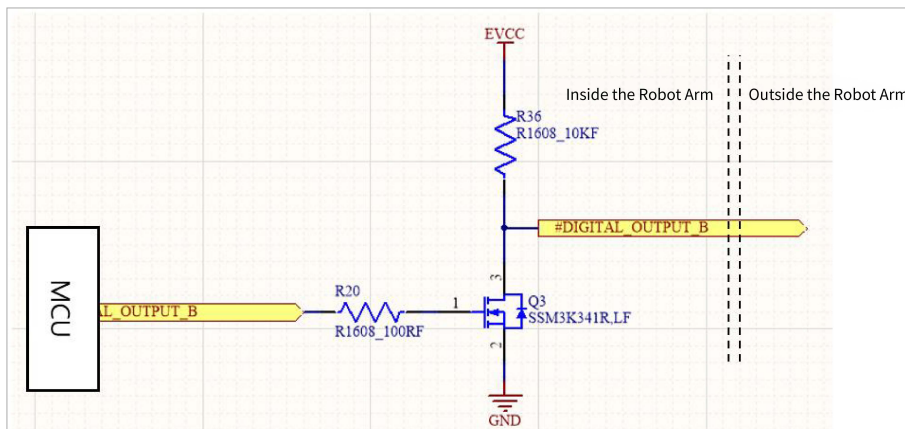 EVCC
Inside the Robot Arm
Outside the Robot Arm
R36
R1608_10KF
#DIGITAL_OUTPUT_B
3
MCU
AL_OUTPUT_B
R20
R1608_100RF
1
Q3
SSM3K341R,LF
2
GND